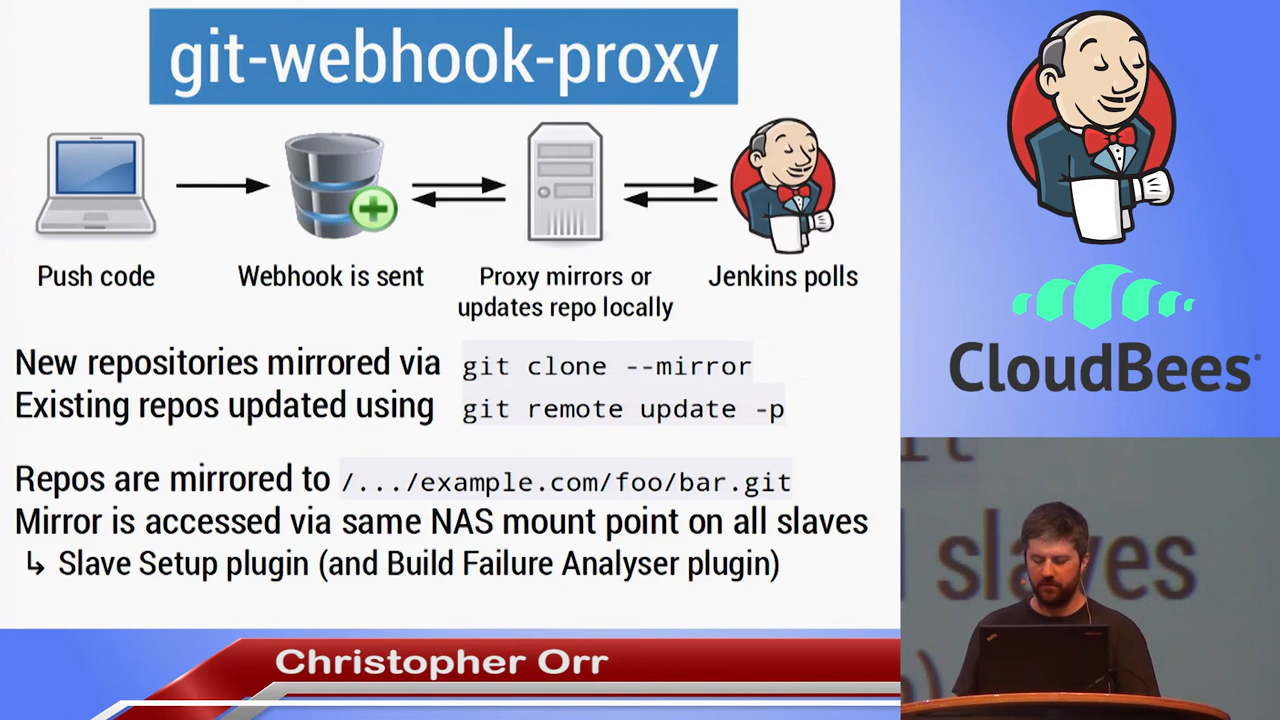 git-webhook-proxy
Push code
Webhook is sent
Proxy mirrors or
updates repo locally
Jenkins polls
New repositories mirrored via git clone --mirror
Existing repos updated using git remote update -p
Repos are mirrored to /.../example.com/foo/bar.git
Mirror is accessed via same NAS mount point on all slaves
↳ Slave Setup plugin (and Build Failure Analyser plugin)
CloudBees
slaves
Christopher Orr